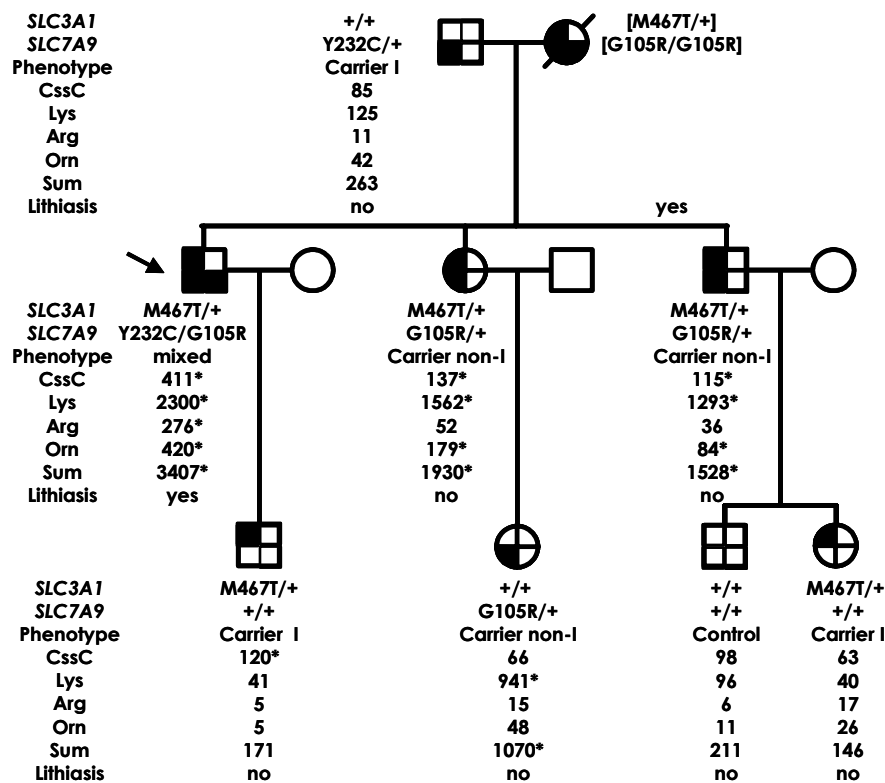 SLC3A1 +/+ [M467T/+]
SLC7A9 Y232C/+ [G105R/G105R]
Phenotype Carrier I
CssC 85
Lys 125
Arg 11
Orn 42
Sum 263
Lithiasis no yes
SLC3A1 M467T/+ M467T/+ M467T/+
SLC7A9 Y232C/G105R G105R/+ G105R/+
Phenotype mixed Carrier non-I Carrier non-I
CssC 411* 137* 115*
Lys 2300* 1562* 1293*
Arg 276* 52 36
Orn 420* 179* 84*
Sum 3407* 1930* 1528*
Lithiasis yes no no
SLC3A1 M467T/+ +/+ +/+ M467T/+
SLC7A9 +/+ G105R/+ +/+ +/+
Phenotype Carrier I Carrier non-I Control Carrier I
CssC 120* 66 98 63
Lys 41 941* 96 40
Arg 5 15 6 17
Orn 5 48 11 26
Sum 171 1070* 211 146
Lithiasis no no no no